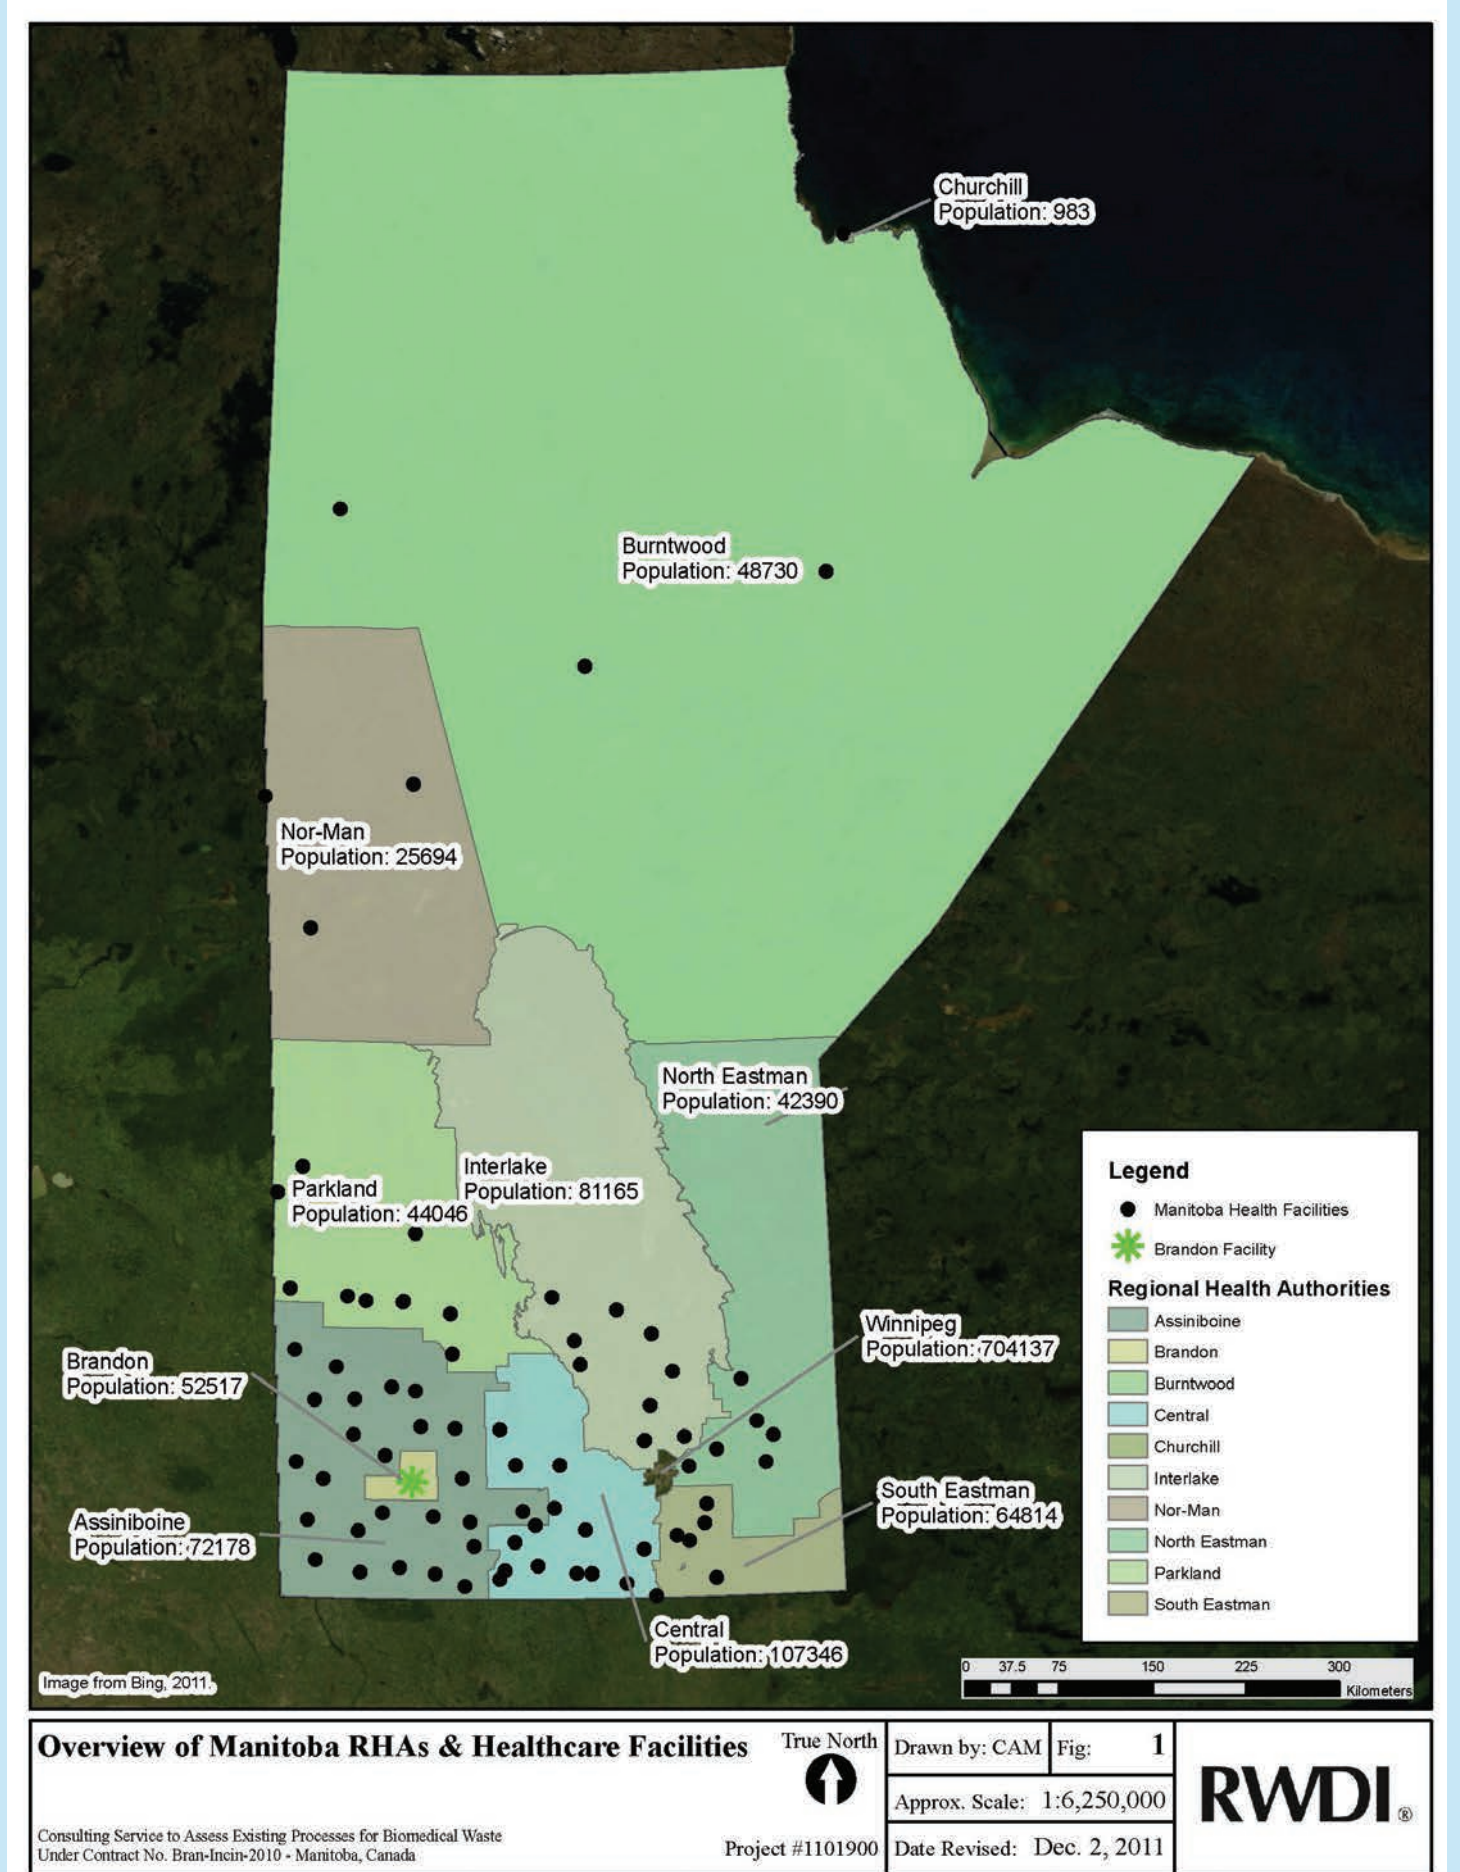 Churchill
Population: 983
Burntwood
Population: 48730
Nor-Man
Population: 25694
North Eastman
Population: 42390
Parkland
Population: 44046
Interlake
Population: 81165
Winnipeg
Population: 704137
Brandon
Population: 52517
South Eastman
Population: 64814
Assiniboine
Population: 72178
Central
Population: 107346
Legend
Manitoba Health Facilities
Brandon Facility
Regional Health Authorities
Assiniboine
Brandon
Burntwood
Central
Churchill
Interlake
Nor-Man
North Eastman
Parkland
South Eastman
0 37.5 75 150 225 300
Kilometers
Image from Bing, 2011.
Overview of Manitoba RHAs & Healthcare Facilities
Consulting Service to Assess Existing Processes for Biomedical Waste
Under Contract No. Bran-Incin-2010 - Manitoba, Canada
True North
Project #1101900
Drawn by: CAM
Fig: 1
Approx. Scale: 1:6,250,000
Date Revised: Dec. 2, 2011
RWDI®